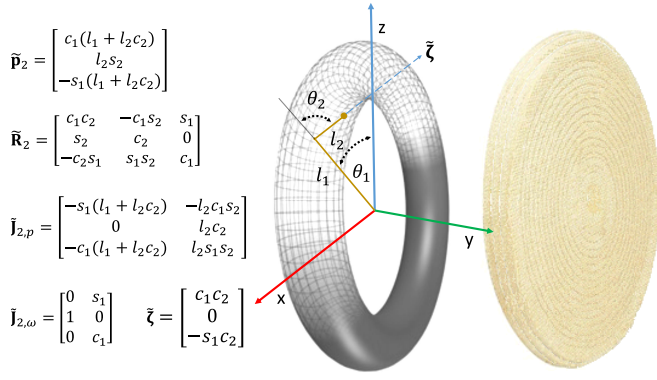 p̃₂ = [c₁(l₁ + l₂c₂); l₂s₂; −s₁(l₁ + l₂c₂)]
R̃₂ = [c₁c₂ −c₁s₂ s₁; s₂ c₂ 0; −c₂s₁ s₁s₂ c₁]
J̃₂,ₚ = [−s₁(l₁ + l₂c₂) −l₂c₁s₂; 0 l₂c₂; −c₁(l₁ + l₂c₂) l₂s₁s₂]
J̃₂,ω = [0 s₁; 1 0; 0 c₁]
ζ̃ = [c₁c₂; 0; −s₁c₂]
z
ζ̃
θ₂
l₂
l₁
θ₁
y
x